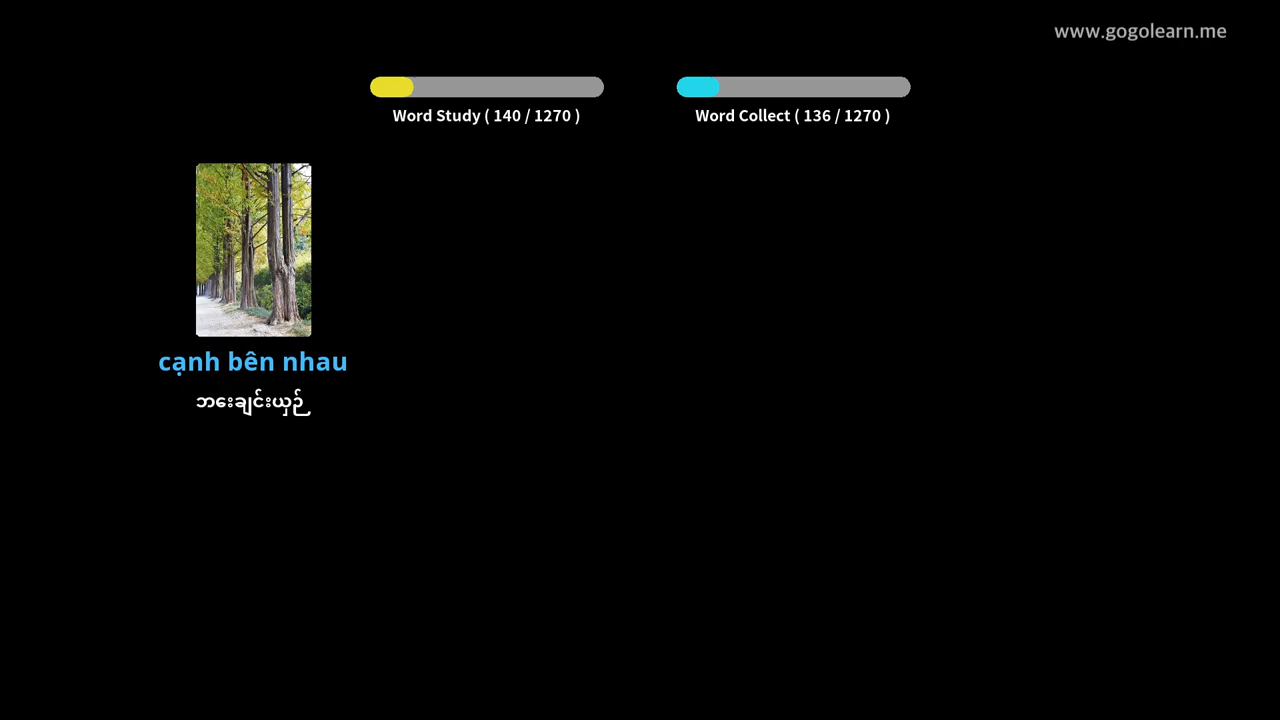 www.gogolearn.me
Word Study ( 140 / 1270 )
Word Collect ( 136 / 1270 )
cạnh bên nhau
ဘးချင်းယှဉ်